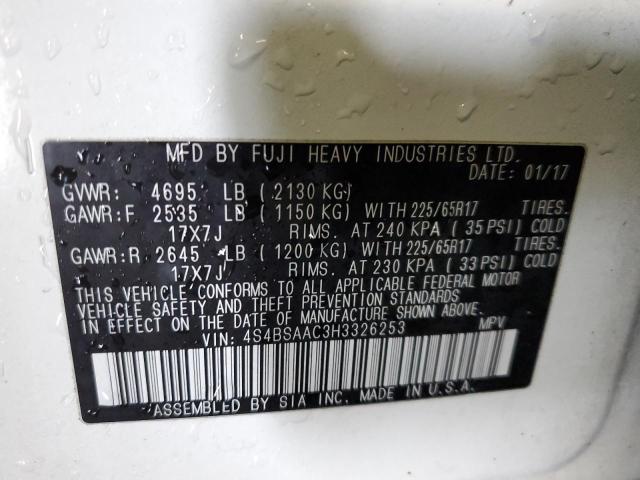 MFD BY FUJI HEAVY INDUSTRIES LTD.
DATE: 01/17
GVWR: 4695 LB ( 2130 KG)
GAWR:F 2535 LB ( 1150 KG) WITH 225/65R17 TIRES.
17X7J RIMS. AT 240 KPA ( 35 PSI) COLD
GAWR:R 2645 LB ( 1200 KG) WITH 225/65R17 TIRES.
17X7J RIMS. AT 230 KPA ( 33 PSI) COLD
THIS VEHICLE CONFORMS TO ALL APPLICABLE FEDERAL MOTOR
VEHICLE SAFETY AND THEFT PREVENTION STANDARDS
IN EFFECT ON THE DATE OF MANUFACTURE SHOWN ABOVE.
VIN: 4S4BSAAC3H3326253 MPV
ASSEMBLED BY SIA INC. MADE IN U.S.A.